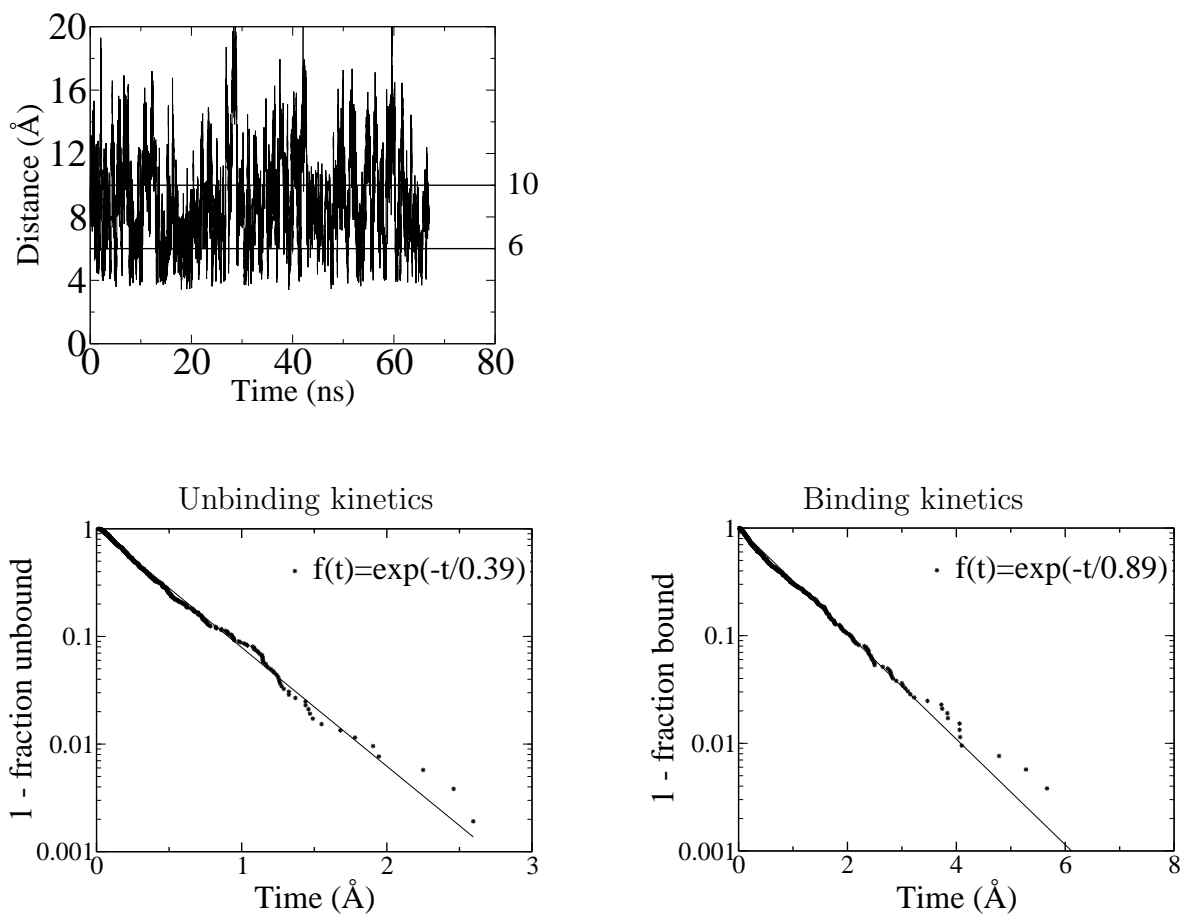 20
16
12
8
4
0
Distance (Å)
10
6
0 20 40 60 80
Time (ns)
Unbinding kinetics
1
0.1
0.01
0.001
1 - fraction unbound
f(t)=exp(-t/0.39)
0 1 2 3
Time (Å)
Binding kinetics
1
0.1
0.01
0.001
1 - fraction bound
f(t)=exp(-t/0.89)
0 2 4 6 8
Time (Å)